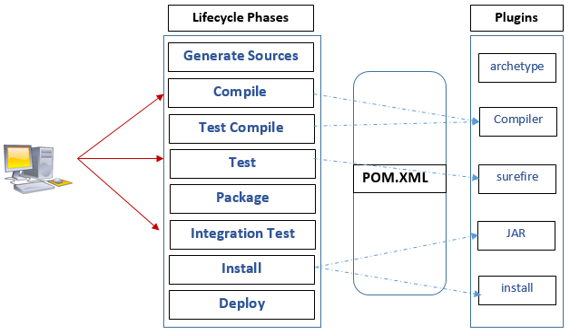 Lifecycle Phases
Generate Sources
Compile
Test Compile
Test
Package
Integration Test
Install
Deploy
POM.XML
Plugins
archetype
Compiler
surefire
JAR
install